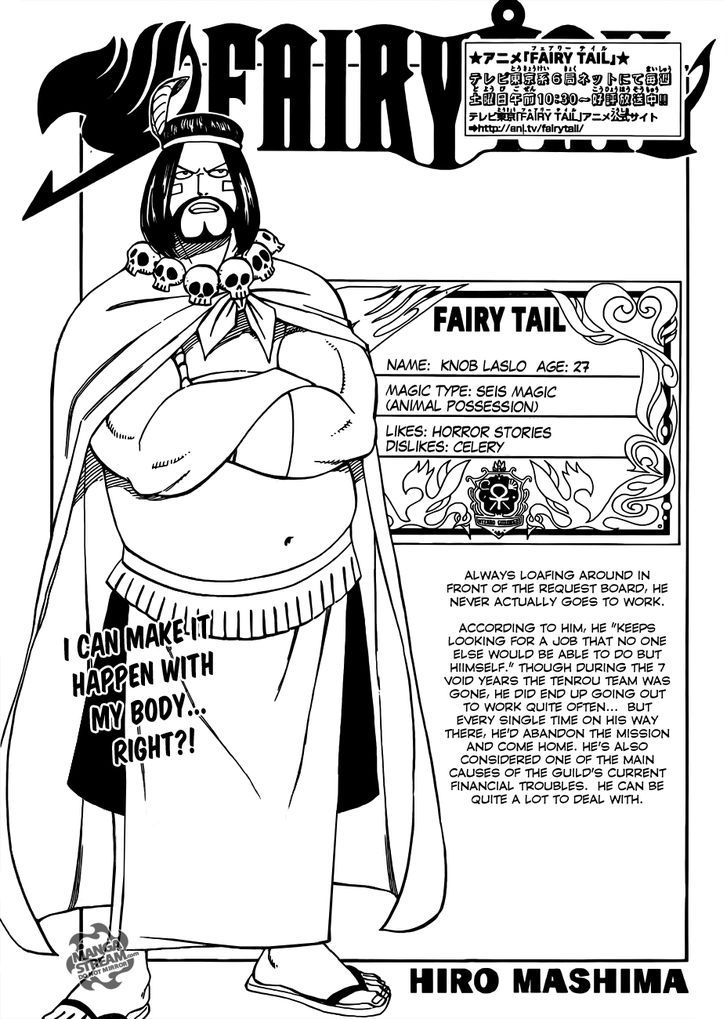 FAIRY TAIL
★アニメ「FAIRY TAIL」★
テレビ東京系6局ネットにて毎週
土曜日午前10:30〜好評放送中!!
テレビ東京「FAIRY TAIL」アニメ公式サイト
➡http://ani.tv/fairytail/
FAIRY TAIL
NAME: KNOB LASLO AGE: 27
MAGIC TYPE: SEIS MAGIC
(ANIMAL POSSESSION)
LIKES: HORROR STORIES
DISLIKES: CELERY
ALWAYS LOAFING AROUND IN
FRONT OF THE REQUEST BOARD, HE
NEVER ACTUALLY GOES TO WORK.
ACCORDING TO HIM, HE "KEEPS
LOOKING FOR A JOB THAT NO ONE
ELSE WOULD BE ABLE TO DO BUT
HIIMSELF." THOUGH DURING THE 7
VOID YEARS THE TENROU TEAM WAS
GONE, HE DID END UP GOING OUT
TO WORK QUITE OFTEN... BUT
EVERY SINGLE TIME ON HIS WAY
THERE, HE'D ABANDON THE MISSION
AND COME HOME. HE'S ALSO
CONSIDERED ONE OF THE MAIN
CAUSES OF THE GUILD'S CURRENT
FINANCIAL TROUBLES. HE CAN BE
QUITE A LOT TO DEAL WITH.
I CAN MAKE IT
HAPPEN WITH
MY BODY...
RIGHT?!
MANGA
STREAM.COM
DO NOT MIRROR
HIRO MASHIMA